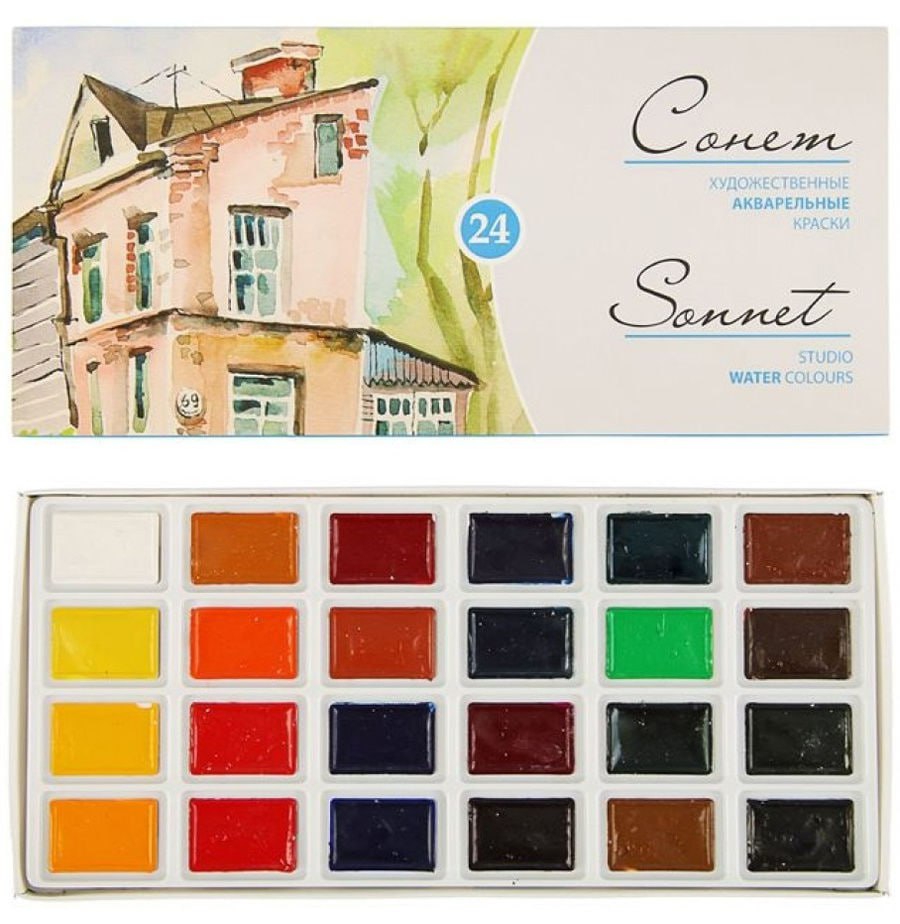 Сонет
ХУДОЖЕСТВЕННЫЕ
АКВАРЕЛЬНЫЕ
КРАСКИ
24
Sonnet
STUDIO
WATER COLOURS
69